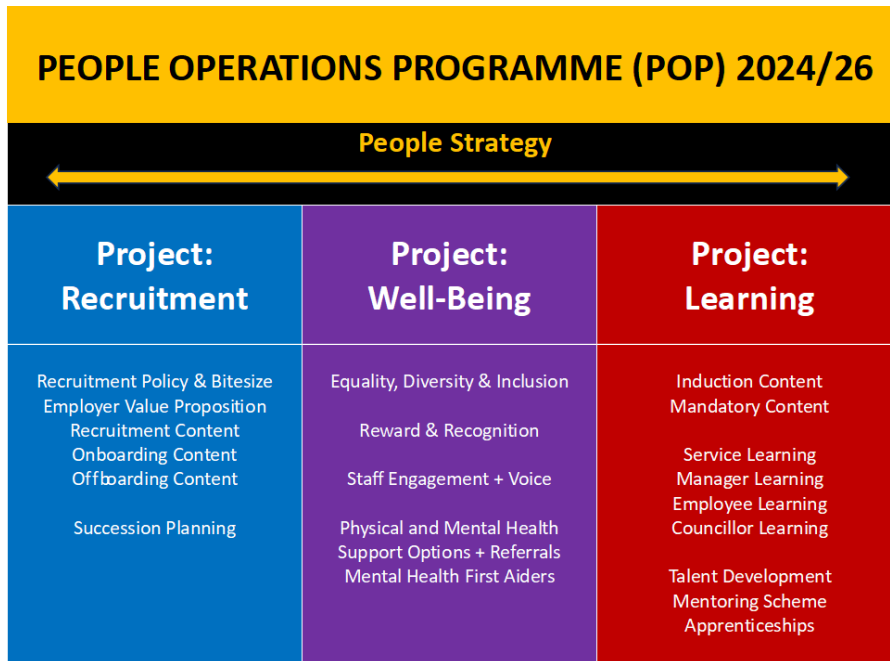 PEOPLE OPERATIONS PROGRAMME (POP) 2024/26
People Strategy
Project:
Recruitment
Project:
Well-Being
Project:
Learning
Recruitment Policy & Bitesize
Employer Value Proposition
Recruitment Content
Onboarding Content
Offboarding Content
Succession Planning
Equality, Diversity & Inclusion
Reward & Recognition
Staff Engagement + Voice
Physical and Mental Health
Support Options + Referrals
Mental Health First Aiders
Induction Content
Mandatory Content
Service Learning
Manager Learning
Employee Learning
Councillor Learning
Talent Development
Mentoring Scheme
Apprenticeships